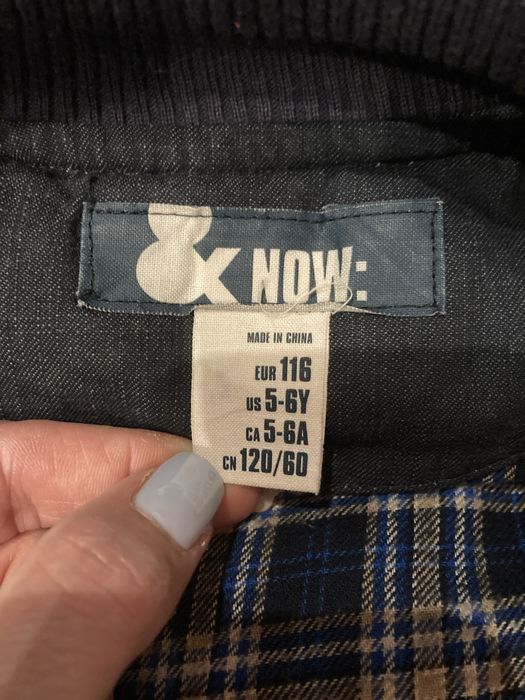 & NOW:
MADE IN CHINA
EUR 116
US 5-6Y
CA 5-6A
CN 120/60